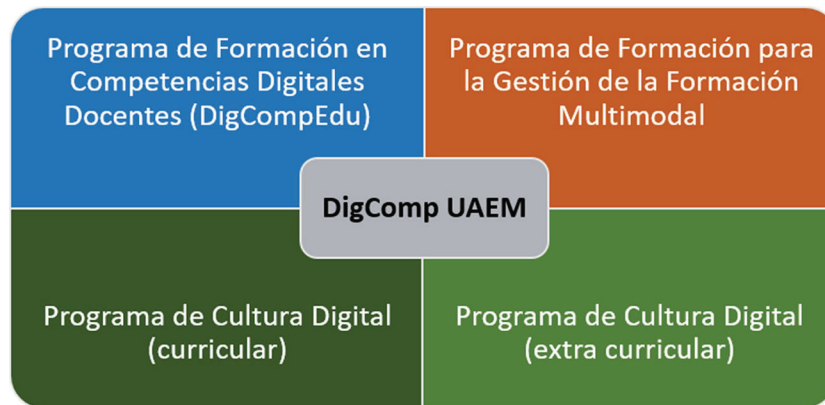 Programa de Formación en
Competencias Digitales
Docentes (DigCompEdu)
Programa de Formación para
la Gestión de la Formación
Multimodal
DigComp UAEM
Programa de Cultura Digital
(curricular)
Programa de Cultura Digital
(extra curricular)